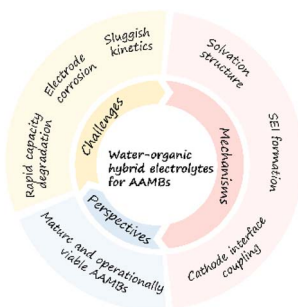 Water-organic
hybrid electrolytes
for AAMBs
Challenges
Rapid capacity
degradation
Electrode
corrosion
Sluggish
kinetics
Mechanisms
Solvation
structure
SEI formation
Cathode interface
coupling
Perspectives
Mature and operationally
viable AAMBs